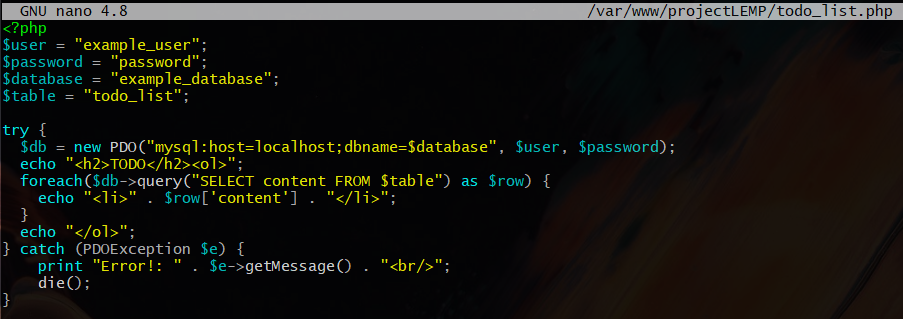 GNU nano 4.8 /var/www/projectLEMP/todo_list.php
<?php
$user = "example_user";
$password = "password";
$database = "example_database";
$table = "todo_list";

try {
  $db = new PDO("mysql:host=localhost;dbname=$database", $user, $password);
  echo "<h2>TODO</h2><ol>";
  foreach($db->query("SELECT content FROM $table") as $row) {
    echo "<li>" . $row['content'] . "</li>";
  }
  echo "</ol>";
} catch (PDOException $e) {
    print "Error!: " . $e->getMessage() . "<br/>";
    die();
}